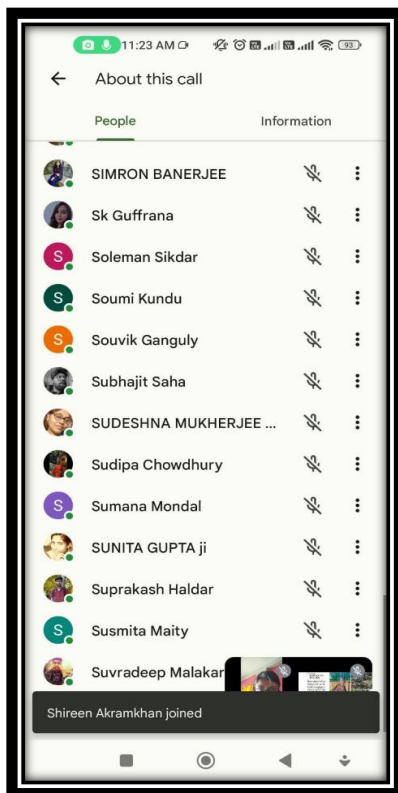 11:23 AM 93
About this call
People Information
SIMRON BANERJEE
Sk Guffrana
S Soleman Sikdar
S Soumi Kundu
S Souvik Ganguly
Subhajit Saha
SUDESHNA MUKHERJEE ...
Sudipa Chowdhury
S Sumana Mondal
SUNITA GUPTA ji
Suprakash Haldar
S Susmita Maity
Suvradeep Malakar
Shireen Akramkhan joined